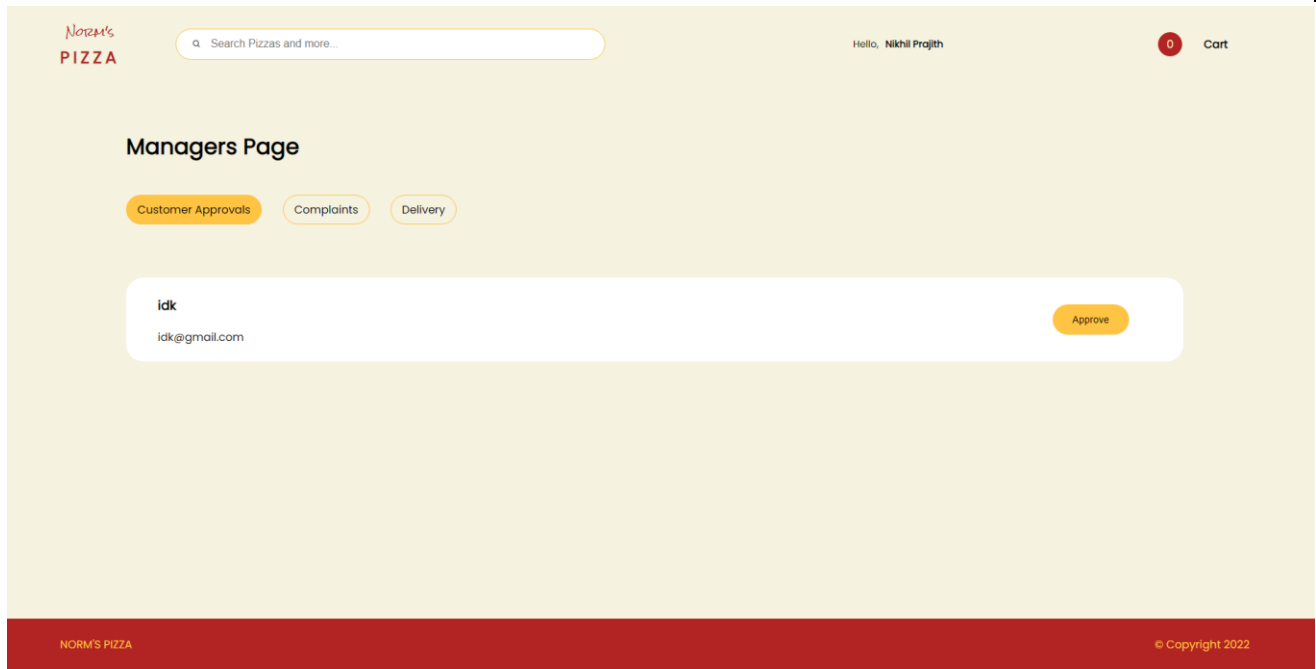 Norm's
PIZZA
Search Pizzas and more...
Hello, Nikhil Prajith
0
Cart
Managers Page
Customer Approvals
Complaints
Delivery
idk
idk@gmail.com
Approve
NORM'S PIZZA
© Copyright 2022